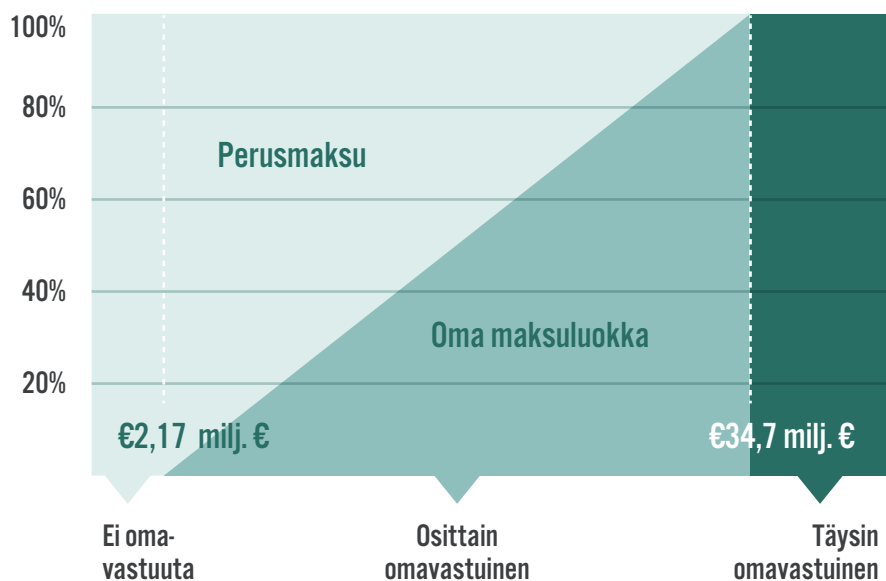 100%
80%
Perusmaksu
60%
40%
Oma maksuluokka
20%
€2,17 milj. €
€34,7 milj. €
Ei oma-
vastuuta
Osittain
omavastuinen
Täysin
omavastuinen